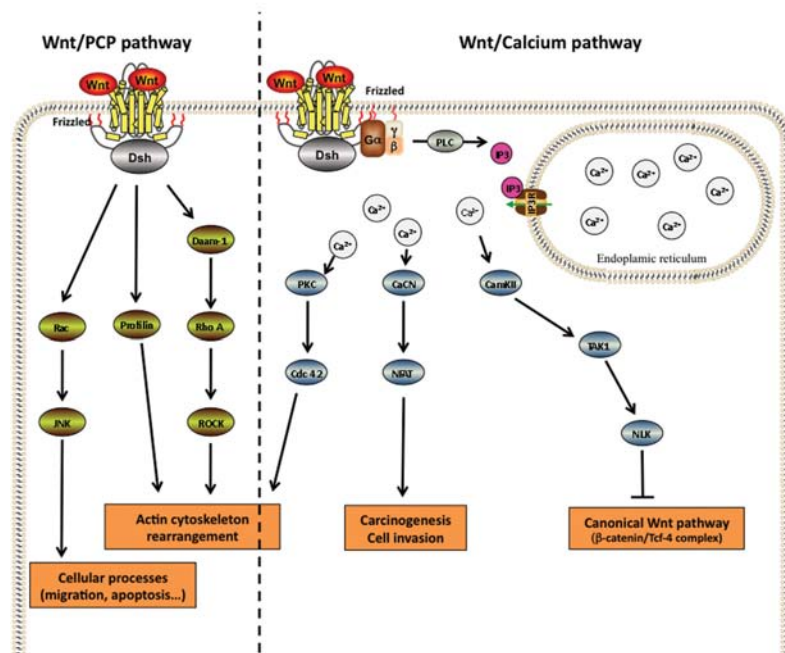 Wnt/PCP pathway
Wnt/Calcium pathway
Wnt
Wnt
Frizzled
Dsh
Wnt
Wnt
Frizzled
Dsh
Gα
γ
β
PLC
IP3
IP3
IP3R
Ca²⁺
Ca²⁺
Ca²⁺
Ca²⁺
Ca²⁺
Ca²⁺
Ca²⁺
Endoplamic reticulum
Ca²⁺
Ca²⁺
Ca²⁺
Ca²⁺
Daam-1
PKC
CaCN
CamKII
Rac
Profilin
Rho A
TAK1
Cdc 42
NFAT
JNK
ROCK
NLK
Actin cytoskeleton
rearrangement
Carcinogenesis
Cell invasion
Canonical Wnt pathway
(β-catenin/Tcf-4 complex)
Cellular processes
(migration, apoptosis...)